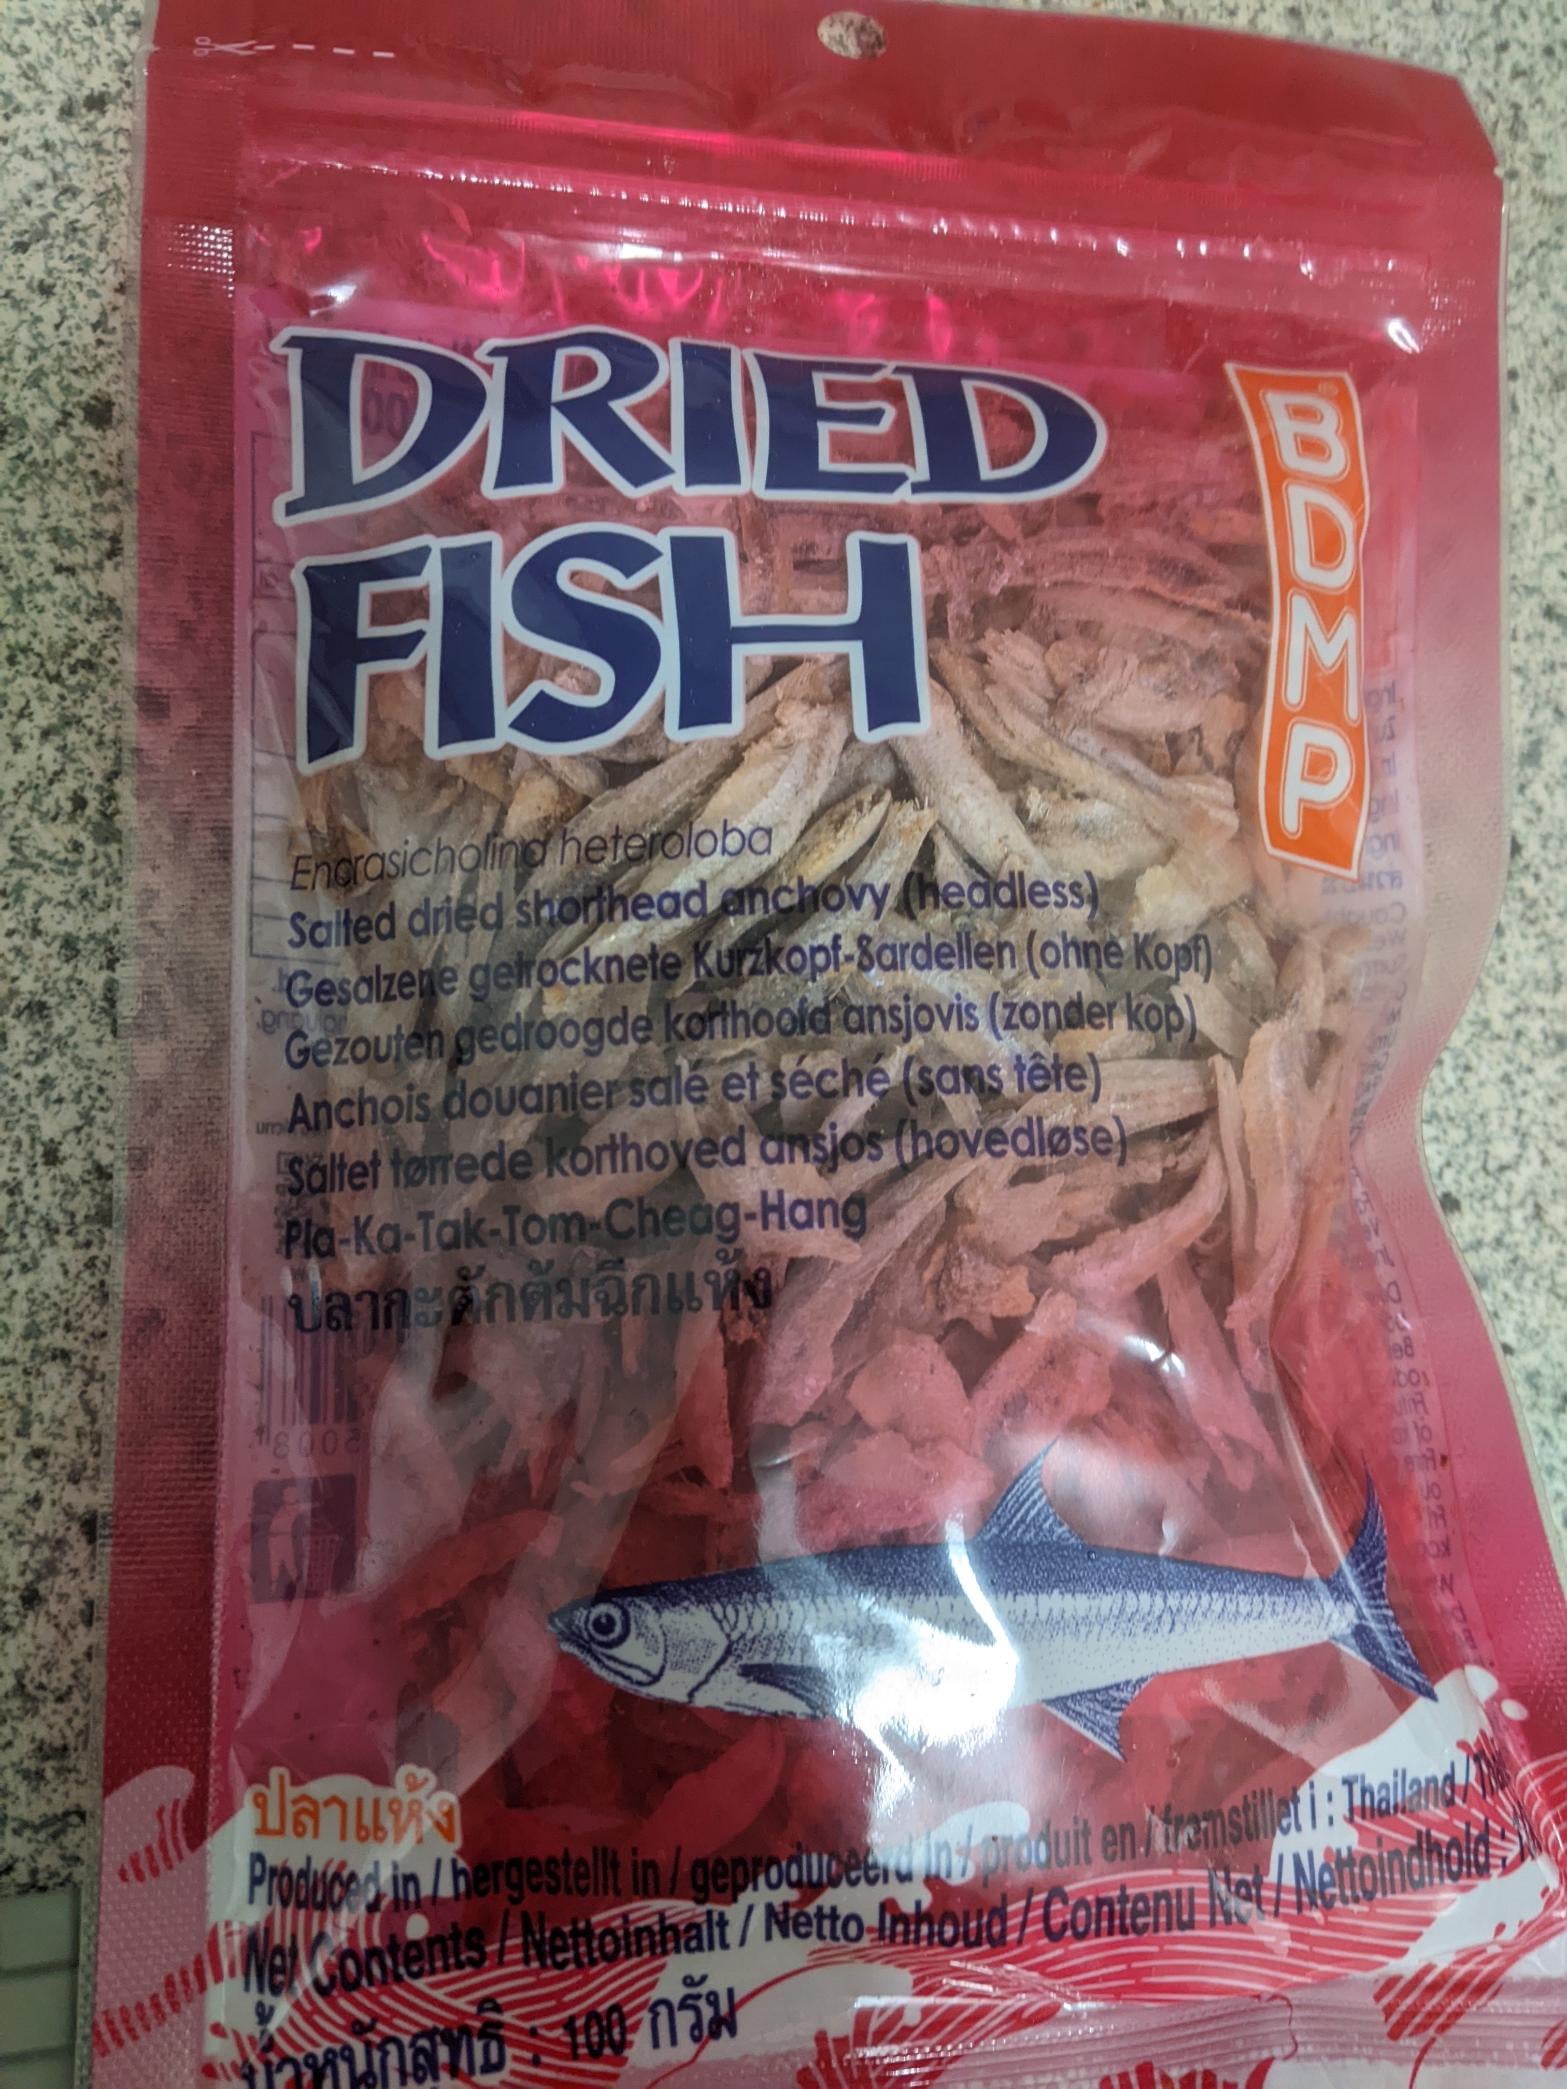 DRIED
FISH
BDMP
Encrasicholina heteroloba
Salted dried shorthead anchovy (headless)
Gesalzene getrocknete Kurzkopf-Sardellen (ohne Kopf)
Gezouten gedroogde korthoofd ansjovis (zonder kop)
Anchois douanier salé et séché (sans tête)
Saltet tørrede korthoved ansjos (hovedløse)
Pla-Ka-Tak-Tom-Cheag-Hang
ปลากะตักต้มฉีกแห้ง
ปลาแห้ง
Produced in / hergestellt in / geproduceerd in / produit en / fremstillet i : Thailand /
Net Contents / Nettoinhalt / Netto Inhoud / Contenu Net / Nettoindhold :
น้ำหนักสุทธิ : 100 กรัม